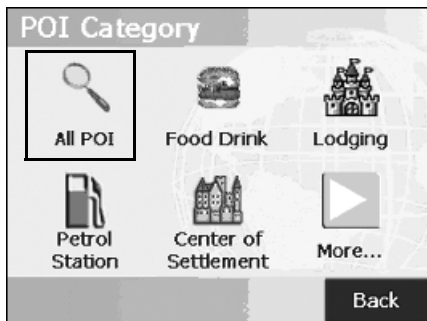 POI Category
All POI
Food Drink
Lodging
Petrol
Station
Center of
Settlement
More...
Back